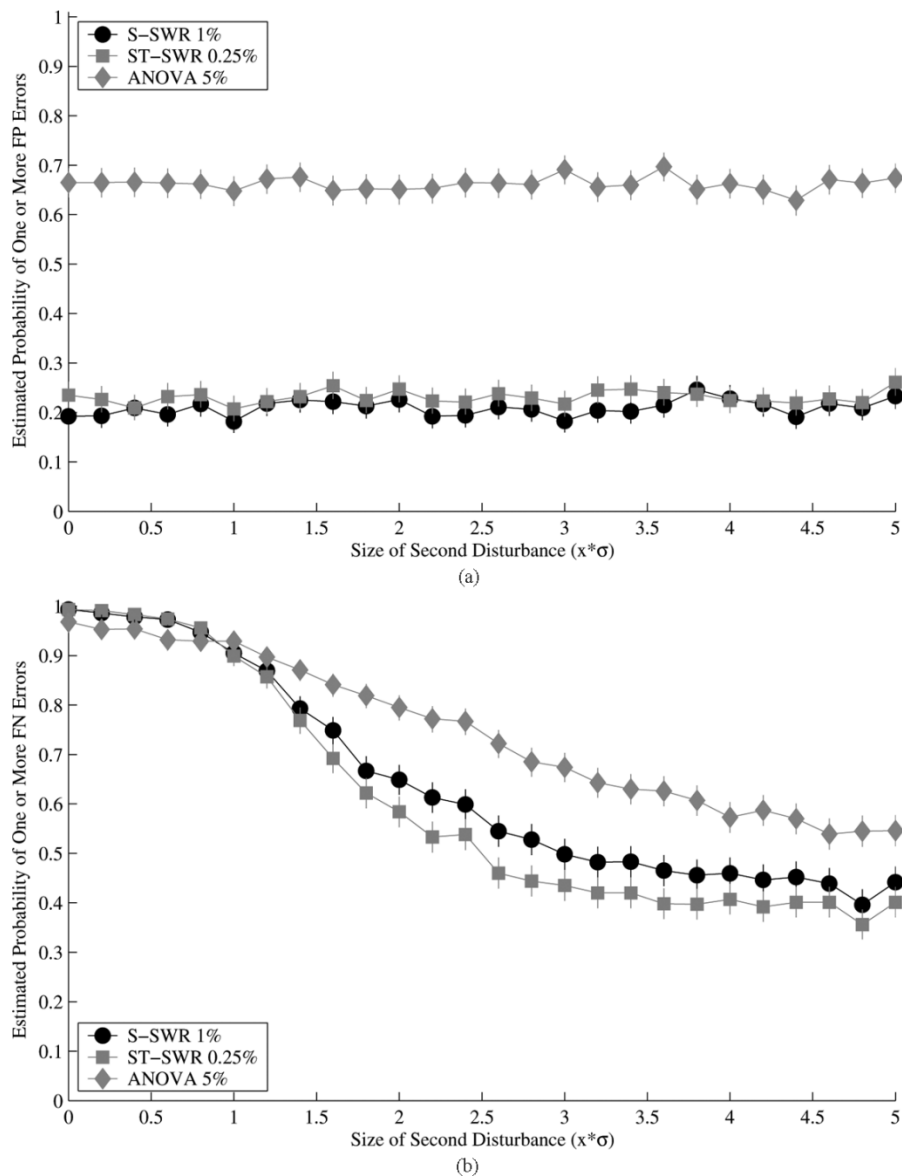 1
0.9
0.8
0.7
0.6
0.5
0.4
0.3
0.2
0.1
0
Estimated Probability of One or More FP Errors
S−SWR 1%
ST−SWR 0.25%
ANOVA 5%
0 0.5 1 1.5 2 2.5 3 3.5 4 4.5 5
Size of Second Disturbance (x*σ)
(a)
1
0.9
0.8
0.7
0.6
0.5
0.4
0.3
0.2
0.1
0
Estimated Probability of One or More FN Errors
S−SWR 1%
ST−SWR 0.25%
ANOVA 5%
0 0.5 1 1.5 2 2.5 3 3.5 4 4.5 5
Size of Second Disturbance (x*σ)
(b)